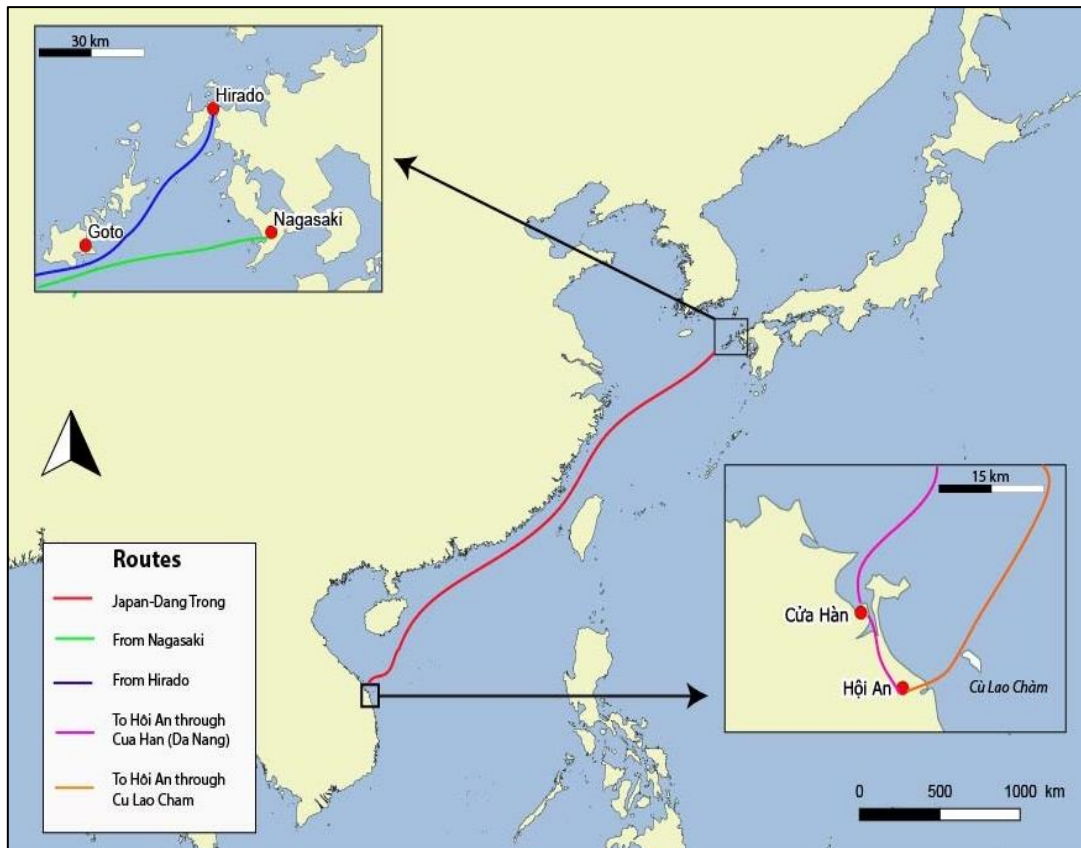 30 km
Hirado
Goto
Nagasaki
15 km
Cửa Hàn
Hội An
Cù Lao Chàm
Routes
Japan-Dang Trong
From Nagasaki
From Hirado
To Hôi An through
Cua Han (Da Nang)
To Hôi An through
Cu Lao Cham
0 500 1000 km